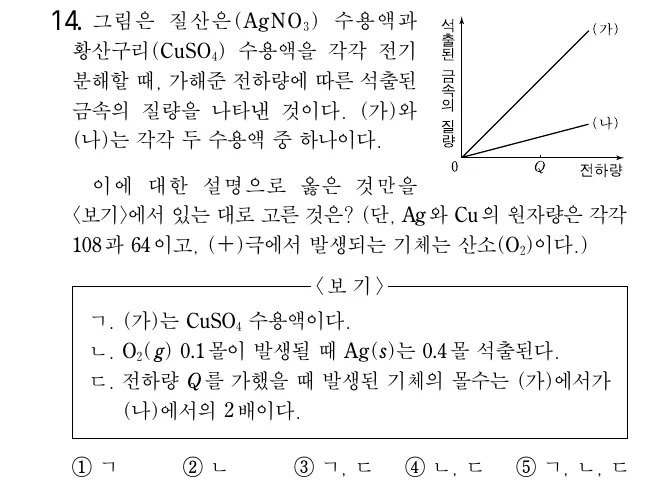 14. 그림은 질산은(AgNO₃) 수용액과
황산구리(CuSO₄) 수용액을 각각 전기
분해할 때, 가해준 전하량에 따른 석출된
금속의 질량을 나타낸 것이다. (가)와
(나)는 각각 두 수용액 중 하나이다.
석출된 금속의 질량
(가)
(나)
0
Q
전하량
이에 대한 설명으로 옳은 것만을
〈보기〉에서 있는 대로 고른 것은? (단, Ag와 Cu의 원자량은 각각
108과 64이고, (+)극에서 발생되는 기체는 산소(O₂)이다.)
〈보기〉
ㄱ. (가)는 CuSO₄ 수용액이다.
ㄴ. O₂(g) 0.1몰이 발생될 때 Ag(s)는 0.4몰 석출된다.
ㄷ. 전하량 Q를 가했을 때 발생된 기체의 몰수는 (가)에서가
(나)에서의 2배이다.
① ㄱ ② ㄴ ③ ㄱ, ㄷ ④ ㄴ, ㄷ ⑤ ㄱ, ㄴ, ㄷ